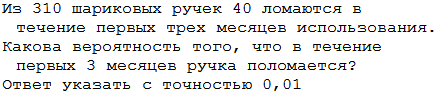 Из 310 шариковых ручек 40 ломаются в
течение первых трех месяцев использования.
Какова вероятность того, что в течение
первых 3 месяцев ручка поломается?
Ответ указать с точностью 0,01